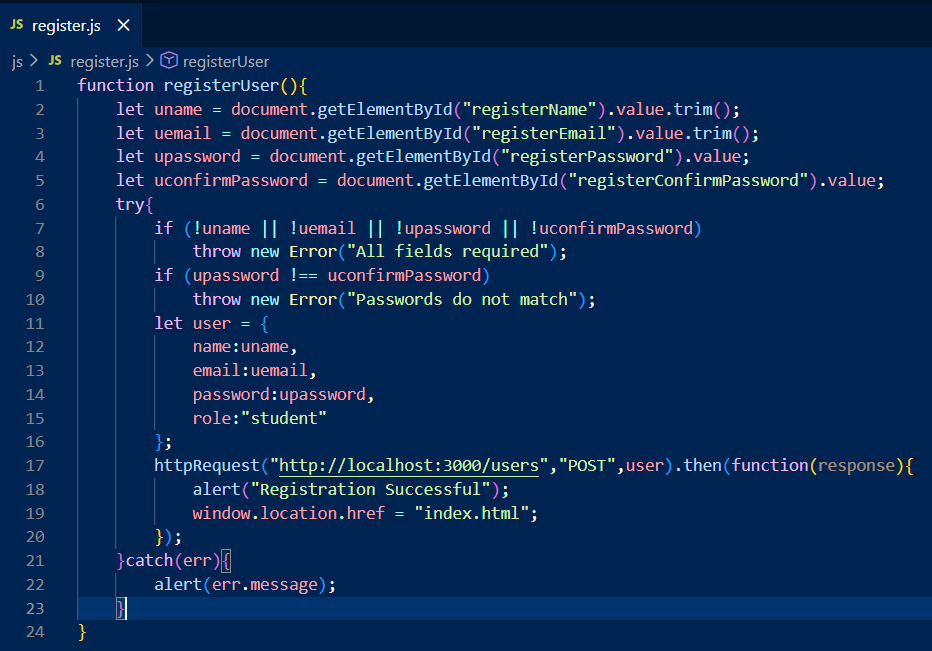 JS register.js ×
js > JS register.js > registerUser
1 function registerUser(){
2 let uname = document.getElementById("registerName").value.trim();
3 let uemail = document.getElementById("registerEmail").value.trim();
4 let upassword = document.getElementById("registerPassword").value;
5 let uconfirmPassword = document.getElementById("registerConfirmPassword").value;
6 try{
7 if (!uname || !uemail || !upassword || !uconfirmPassword)
8 throw new Error("All fields required");
9 if (upassword !== uconfirmPassword)
10 throw new Error("Passwords do not match");
11 let user = {
12 name:uname,
13 email:uemail,
14 password:upassword,
15 role:"student"
16 };
17 httpRequest("http://localhost:3000/users","POST",user).then(function(response){
18 alert("Registration Successful");
19 window.location.href = "index.html";
20 });
21 }catch(err){
22 alert(err.message);
23 }
24 }